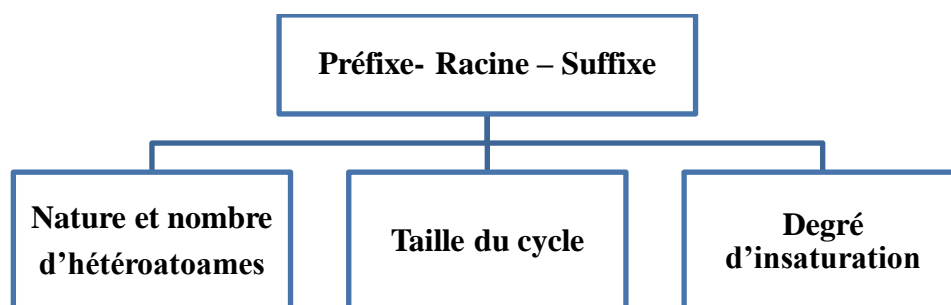 Préfixe- Racine – Suffixe
Nature et nombre
d’hétéroatoames
Taille du cycle
Degré
d’insaturation